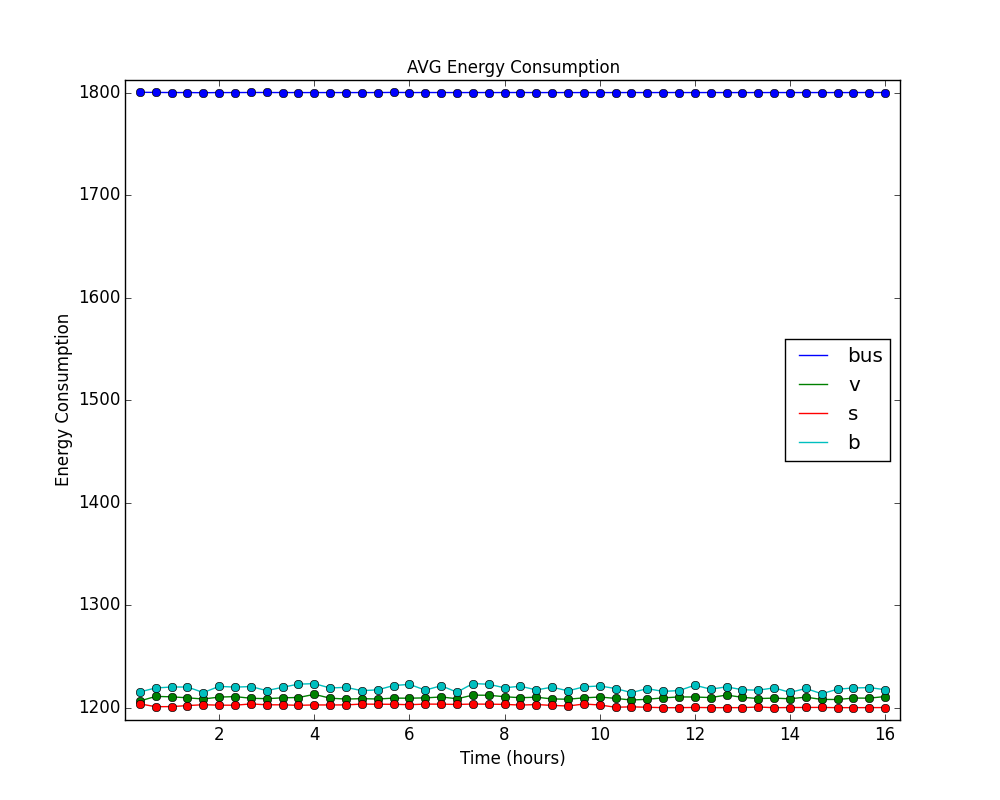 AVG Energy Consumption
1800
1700
1600
1500
1400
1300
1200
Energy Consumption
bus
v
s
b
2 4 6 8 10 12 14 16
Time (hours)